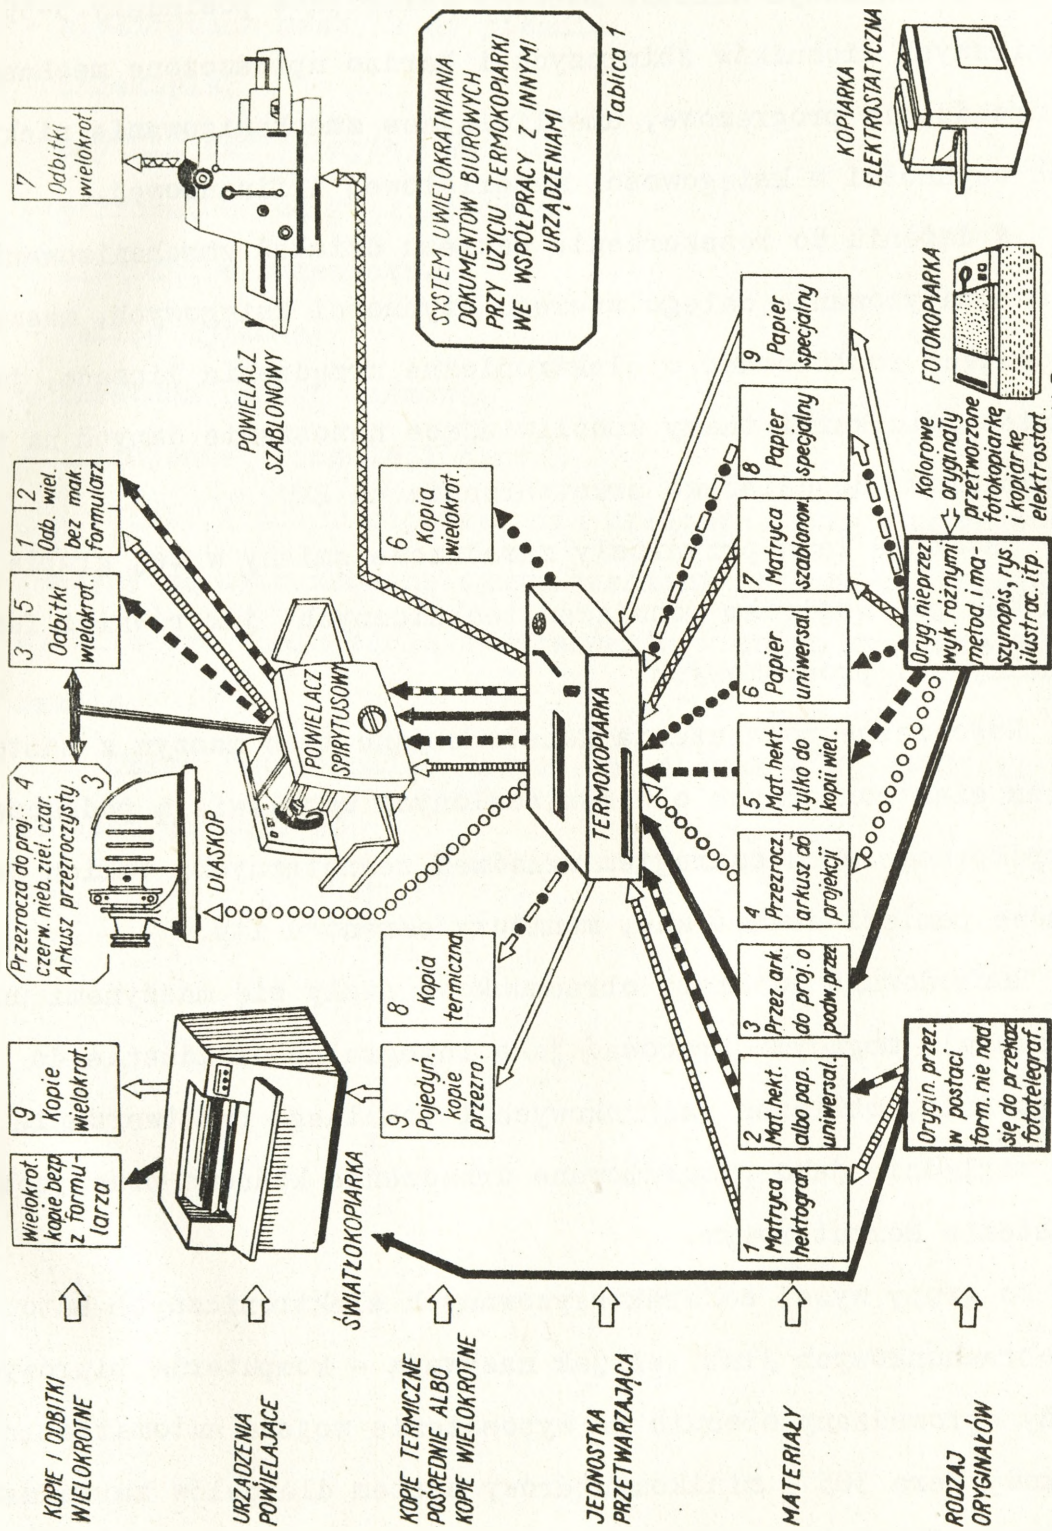 SYSTEM UWIELOKRATNIANIA
DOKUMENTÓW BIUROWYCH
PRZY UŻYCIU TERMOKOPIARKI
WE WSPÓŁPRACY Z INNYMI
URZĄDZENIAMI
Tablica 1
KOPIE I ODBITKI
WIELOKROTNE
Wielokrot.
kopie bezp.
z formu-
larza
9 Kopie
wielokrot.
Przezrocza do proj. 4
czerw. nieb. ziel. czar.
Arkusz przezroczysty. 3
3 5
Odbitki
wielokrot.
1 2
Odb. wiel.
bez mak.
formularz
7 Odbitki
wielokrot.
URZĄDZENIA
POWIELAJĄCE
ŚWIATŁOKOPIARKA
DIASKOP
POWIELACZ
SPIRYTUSOWY
POWIELACZ
SZABLONOWY
KOPIE TERMICZNE
POŚREDNIE ALBO
KOPIE WIELOKROTNE
9 Pojedyn.
kopie
przezro.
8 Kopia
termiczna
6 Kopia
wielokrot.
JEDNOSTKA
PRZETWARZAJĄCA
TERMOKOPIARKA
MATERIAŁY
1 Matryca
hektograf.
2 Mat. hekt.
albo pap.
uniwersal.
3 Przez. ark.
do proj. o
podw. przez
4 Przezrocz.
arkusz do
projekcji
5 Mat. hekt.
tylko do
kopii wiel.
6 Papier
uniwersal.
7 Matryca
szablonow.
8 Papier
specjalny
9 Papier
specjalny
RODZAJ
ORYGINAŁÓW
Orygin. przez.
w postaci
form. nie nad.
się do przekaz.
fototelegraf.
Oryg. nieprzez.
wyk. różnymi
metod. i ma-
szynopis, rys.
ilustrac. itp.
Kolorowe
oryginały
przetworzone
fotokopiarkę
i kopiarkę
elektrostat.
FOTOKOPIARKA
KOPIARKA
ELEKTROSTATYCZNA